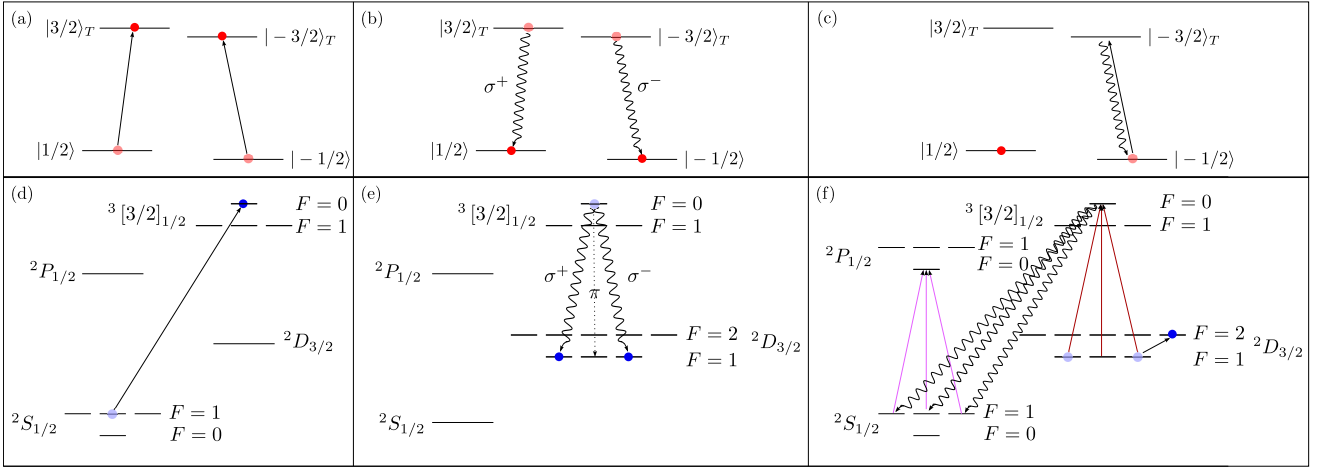 (a)
|3/2⟩_T
|−3/2⟩_T
|1/2⟩
|−1/2⟩
(b)
|3/2⟩_T
|−3/2⟩_T
σ⁺
σ⁻
|1/2⟩
|−1/2⟩
(c)
|3/2⟩_T
|−3/2⟩_T
|1/2⟩
|−1/2⟩
(d)
³[3/2]_{1/2}
F = 0
F = 1
²P_{1/2}
²D_{3/2}
²S_{1/2}
F = 1
F = 0
(e)
³[3/2]_{1/2}
F = 0
F = 1
²P_{1/2}
σ⁺
π
σ⁻
F = 2
²D_{3/2}
F = 1
²S_{1/2}
(f)
³[3/2]_{1/2}
F = 0
F = 1
²P_{1/2}
F = 1
F = 0
F = 2
²D_{3/2}
F = 1
²S_{1/2}
F = 1
F = 0